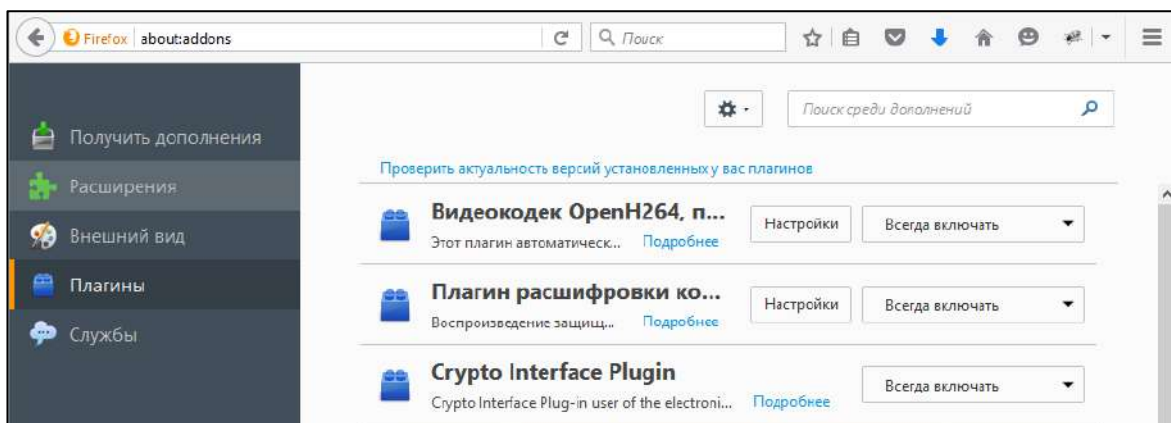 Firefox about:addons Поиск
Поиск среди дополнений
Получить дополнения
Расширения
Внешний вид
Плагины
Службы
Проверить актуальность версий установленных у вас плагинов
Видеокодек OpenH264, п... Настройки Всегда включать
Этот плагин автоматическ... Подробнее
Плагин расшифровки ко... Настройки Всегда включать
Воспроизведение защищ... Подробнее
Crypto Interface Plugin Всегда включать
Crypto Interface Plug-in user of the electroni... Подробнее